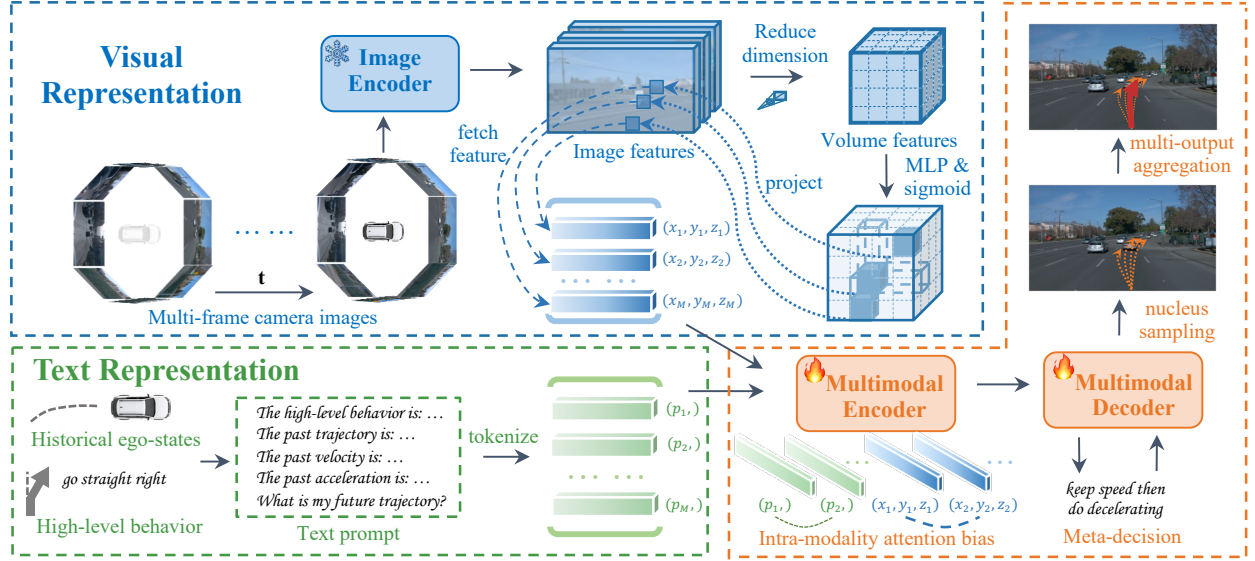 Visual
Representation
Image
Encoder
Reduce
dimension
fetch
feature
Image features
Volume features
MLP &
sigmoid
project
... ...
t
Multi-frame camera images
(x₁, y₁, z₁)
(x₂, y₂, z₂)
... ...
(x_M, y_M, z_M)
multi-output
aggregation
nucleus
sampling
Text Representation
Historical ego-states
go straight right
High-level behavior
The high-level behavior is: ...
The past trajectory is: ...
The past velocity is: ...
The past acceleration is: ...
What is my future trajectory?
Text prompt
tokenize
(p₁,)
(p₂,)
... ...
(p_M,)
Multimodal
Encoder
Multimodal
Decoder
...
...
(p₁,) (p₂,) (x₁, y₁, z₁) (x₂, y₂, z₂)
Intra-modality attention bias
keep speed then
do decelerating
Meta-decision